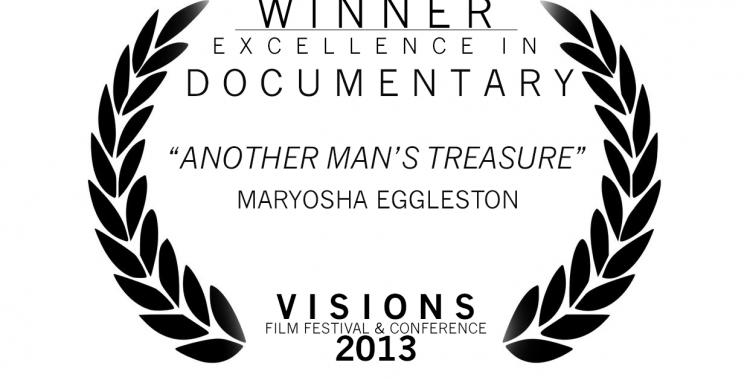 WINNER
EXCELLENCE IN
DOCUMENTARY
“ANOTHER MAN’S TREASURE”
MARYOSHA EGGLESTON
VISIONS
FILM FESTIVAL & CONFERENCE
2013